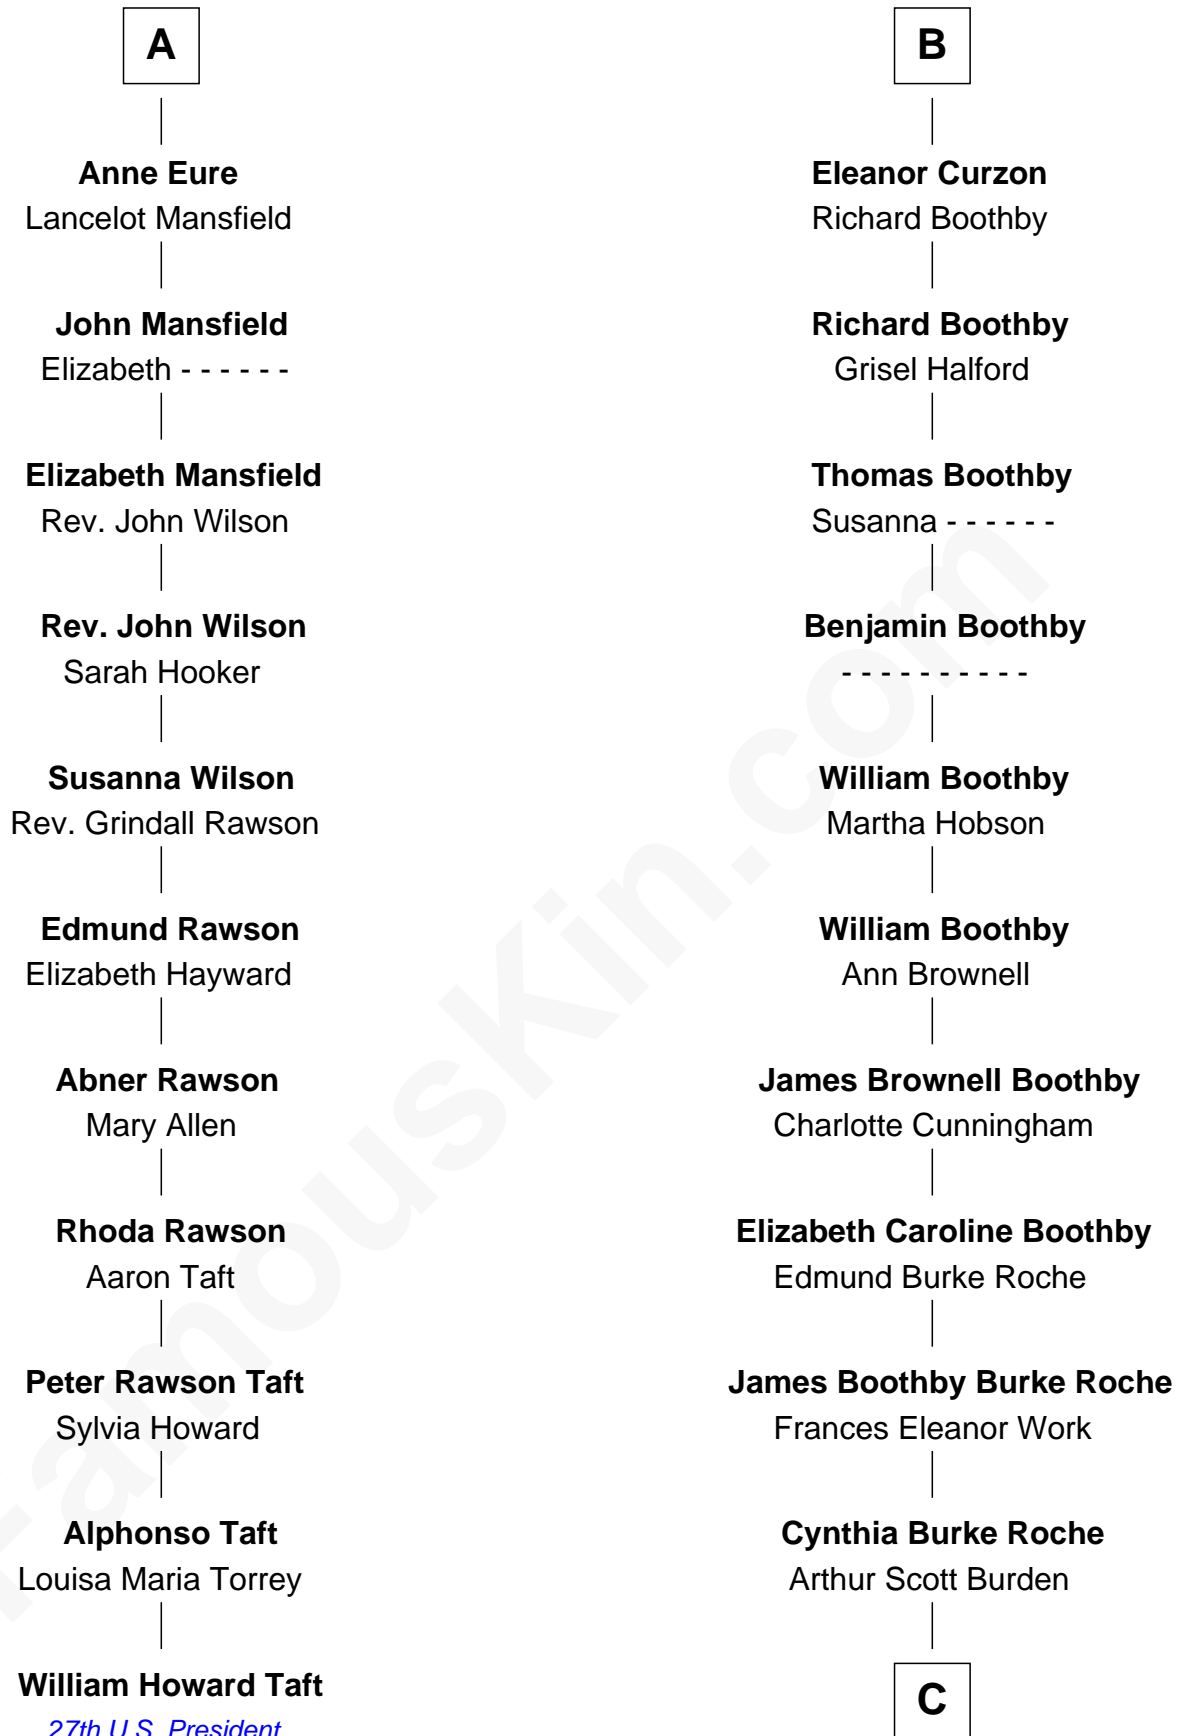 A
Anne Eure
Lancelot Mansfield
John Mansfield
Elizabeth - - - - - -
Elizabeth Mansfield
Rev. John Wilson
Rev. John Wilson
Sarah Hooker
Susanna Wilson
Rev. Grindall Rawson
Edmund Rawson
Elizabeth Hayward
Abner Rawson
Mary Allen
Rhoda Rawson
Aaron Taft
Peter Rawson Taft
Sylvia Howard
Alphonso Taft
Louisa Maria Torrey
William Howard Taft
27th U.S. President
B
Eleanor Curzon
Richard Boothby
Richard Boothby
Grisel Halford
Thomas Boothby
Susanna - - - - - -
Benjamin Boothby
- - - - - - - - - -
William Boothby
Martha Hobson
William Boothby
Ann Brownell
James Brownell Boothby
Charlotte Cunningham
Elizabeth Caroline Boothby
Edmund Burke Roche
James Boothby Burke Roche
Frances Eleanor Work
Cynthia Burke Roche
Arthur Scott Burden
C
FamousKin.com